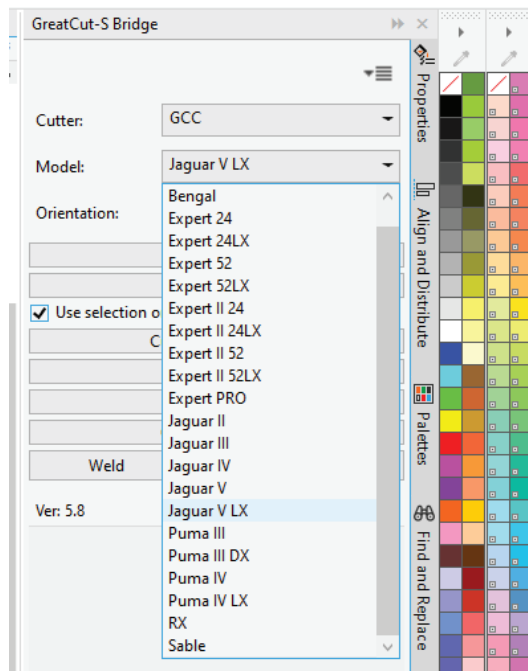 GreatCut-S Bridge
Cutter:
GCC
Model:
Jaguar V LX
Orientation:
Bengal
Expert 24
Expert 24LX
Expert 52
Expert 52LX
Expert II 24
Expert II 24LX
Expert II 52
Expert II 52LX
Expert PRO
Jaguar II
Jaguar III
Jaguar IV
Jaguar V
Jaguar V LX
Puma III
Puma III DX
Puma IV
Puma IV LX
RX
Sable
Use selection o
C
Weld
Ver: 5.8
Properties
Align and Distribute
Palettes
Find and Replace